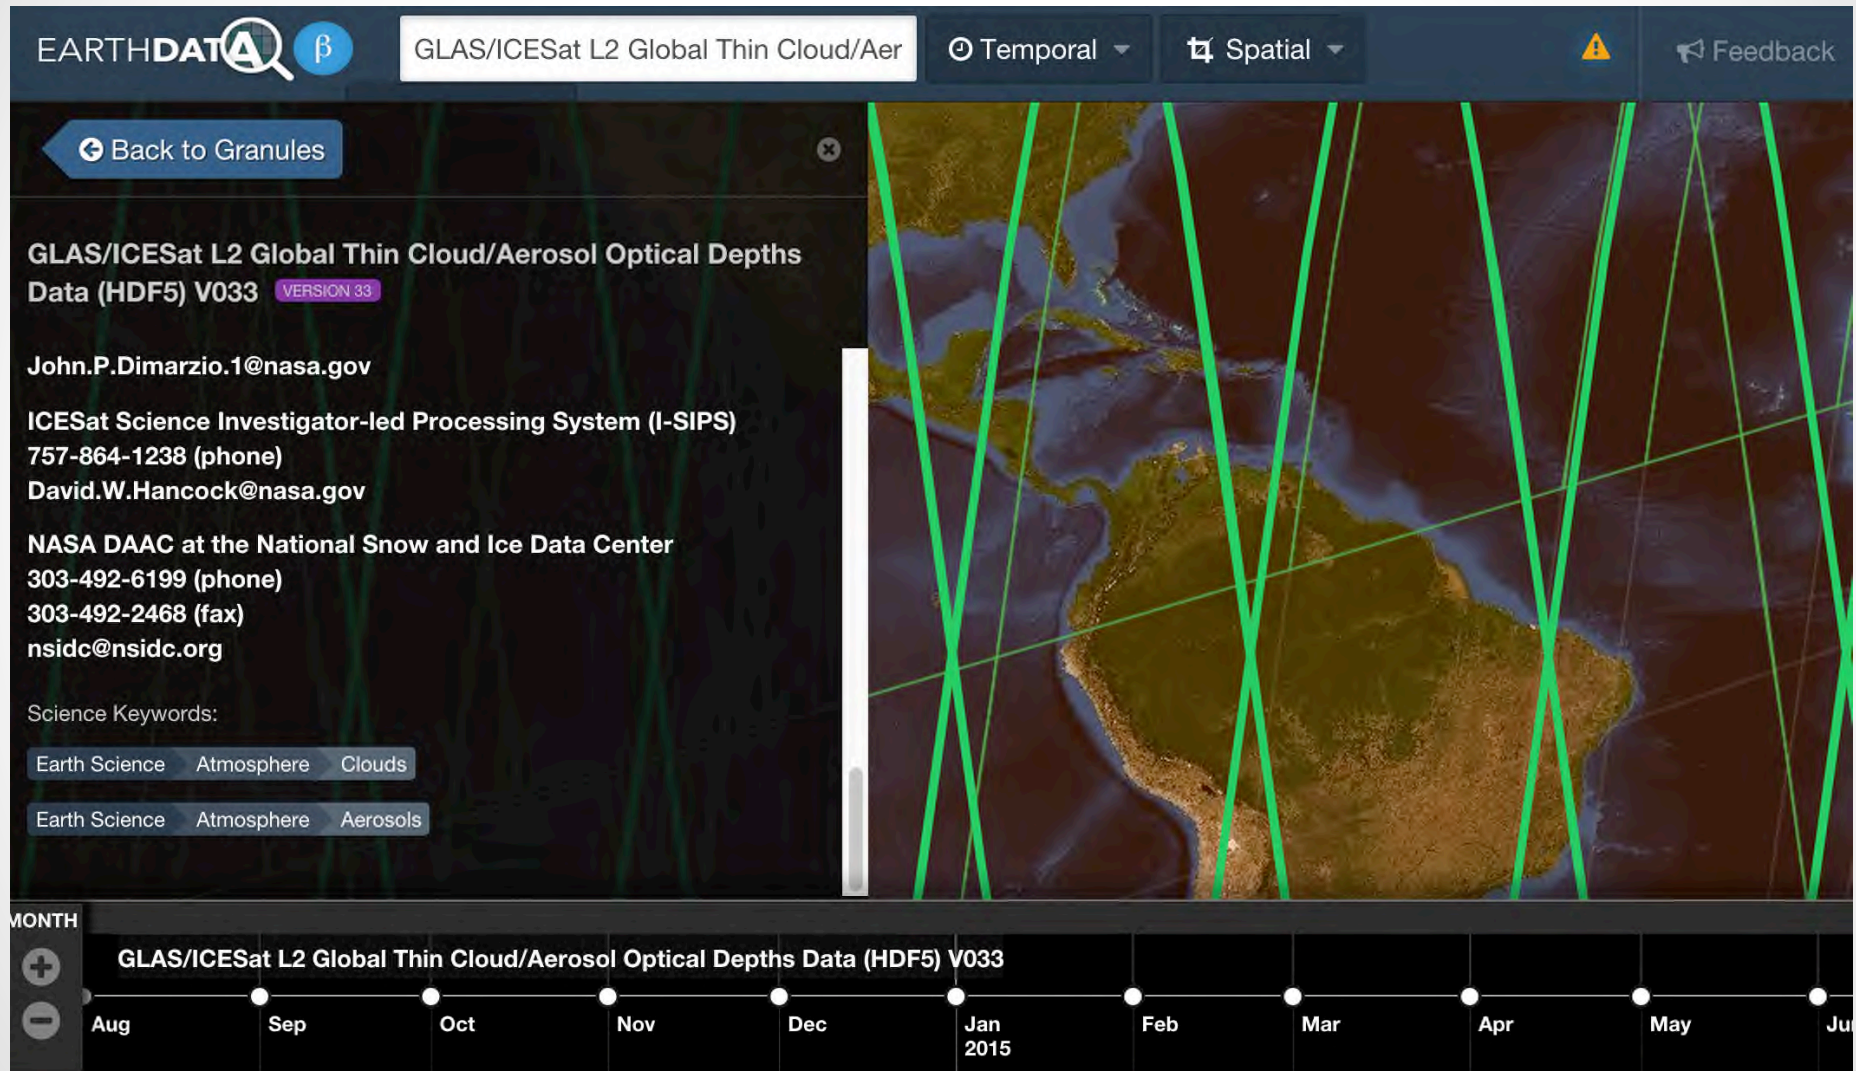 EARTHDATA β
GLAS/ICESat L2 Global Thin Cloud/Aer
Temporal
Spatial
Feedback
Back to Granules
GLAS/ICESat L2 Global Thin Cloud/Aerosol Optical Depths
Data (HDF5) V033 VERSION 33
John.P.Dimarzio.1@nasa.gov
ICESat Science Investigator-led Processing System (I-SIPS)
757-864-1238 (phone)
David.W.Hancock@nasa.gov
NASA DAAC at the National Snow and Ice Data Center
303-492-6199 (phone)
303-492-2468 (fax)
nsidc@nsidc.org
Science Keywords:
Earth Science Atmosphere Clouds
Earth Science Atmosphere Aerosols
MONTH
GLAS/ICESat L2 Global Thin Cloud/Aerosol Optical Depths Data (HDF5) V033
Aug Sep Oct Nov Dec Jan Feb Mar Apr May Ju
2015